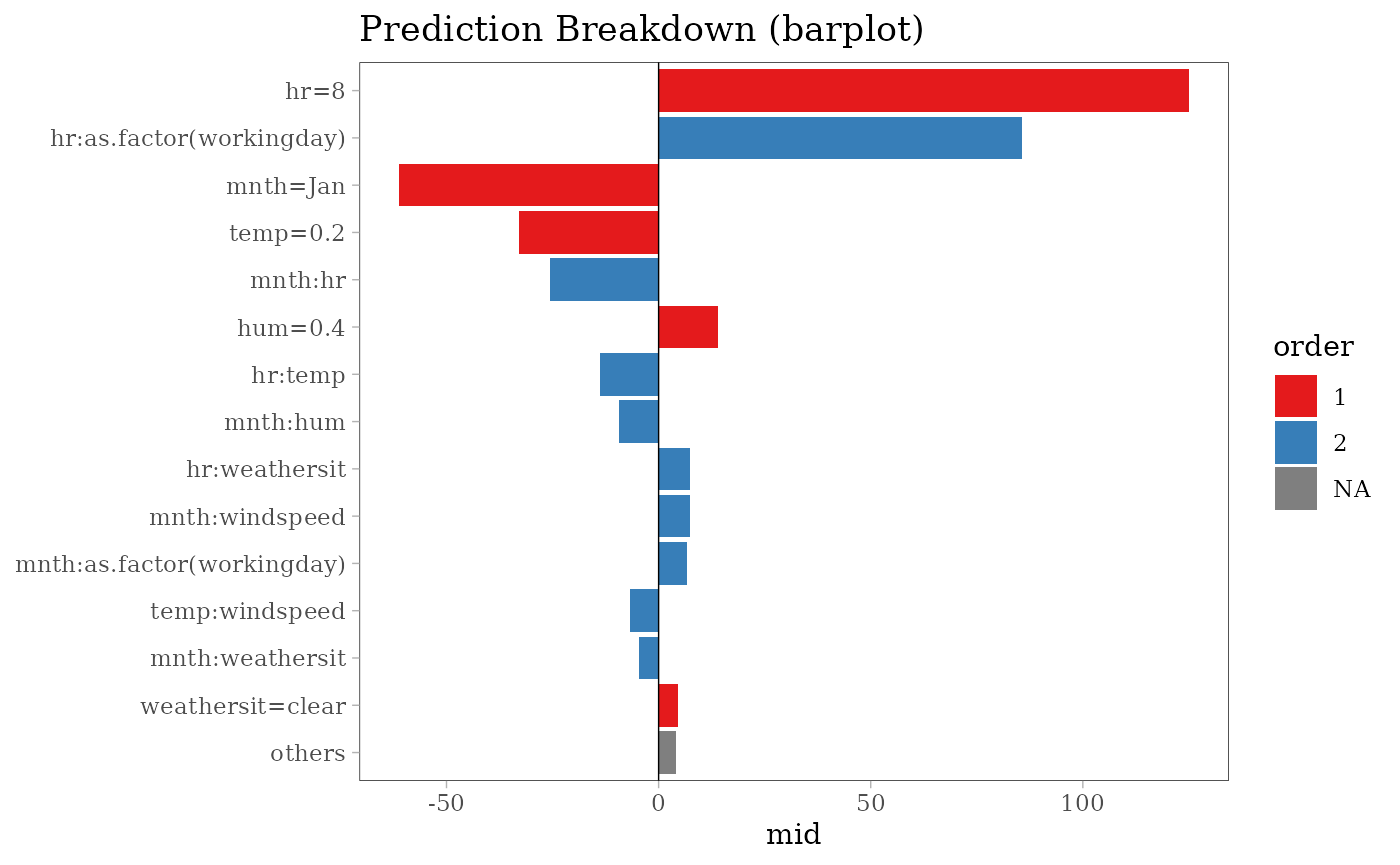 Prediction Breakdown (barplot)
hr=8
hr:as.factor(workingday)
mnth=Jan
temp=0.2
mnth:hr
hum=0.4
hr:temp
mnth:hum
hr:weathersit
mnth:windspeed
mnth:as.factor(workingday)
temp:windspeed
mnth:weathersit
weathersit=clear
others
-50 0 50 100
mid
order
1
2
NA